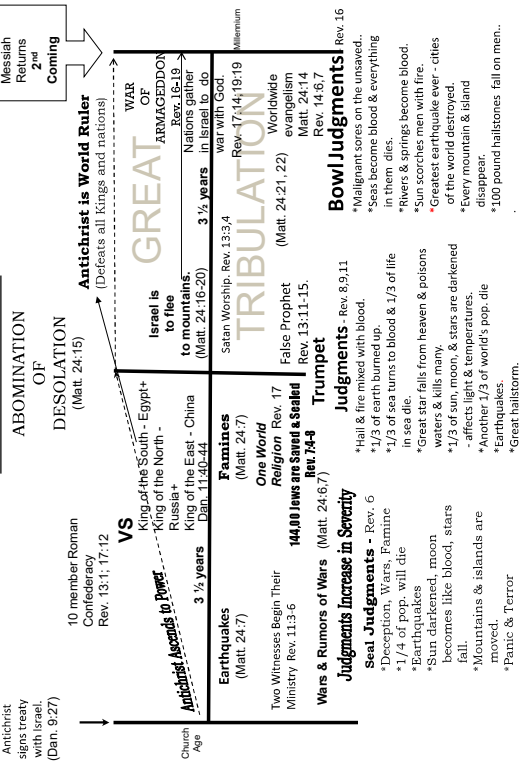 Antichrist
signs treaty
with Israel.
(Dan. 9:27)
10 member Roman
Confederacy
Rev. 13:1; 17:12
ABOMINATION
OF
DESOLATION
(Matt. 24:15)
Antichrist is World Ruler
(Defeats all Kings and nations)
Messiah
Returns
2nd
Coming
VS
King of the South - Egypt+
King of the North -
Russia+
King of the East - China
Dan. 11:40-44
Antichrist Ascends to Power
3 ½ years
GREAT
Israel is
to flee
to mountains.
(Matt. 24:16-20)
3 ½ years
WAR
OF
ARMAGEDDON
Rev. 16-19
Nations gather
in Israel to do
war with God.
Rev. 17:14;19:19
Church
Age
Millennium
Earthquakes
(Matt. 24:7)
Famines
(Matt. 24:7)
One World
Religion Rev. 17
Two Witnesses Begin Their
Ministry Rev. 11:3-6
144,00 Jews are Saved & Sealed
Rev. 7:4-8
Wars & Rumors of Wars (Matt. 24:6,7)
Satan Worship. Rev. 13:3,4
TRIBULATION
(Matt. 24:21, 22)
False Prophet
Rev. 13:11-15.
Worldwide
evangelism
Matt. 24:14
Rev. 14:6,7
Judgments Increase in Severity
Seal Judgments - Rev. 6
*Deception, Wars, Famine
*1/4 of pop. will die
*Earthquakes
*Sun darkened, moon
becomes like blood, stars
fall.
*Mountains & islands are
moved.
*Panic & Terror
Trumpet
Judgments - Rev. 8,9,11
*Hail & fire mixed with blood.
*1/3 of earth burned up.
*1/3 of sea turns to blood & 1/3 of life
in sea die.
*Great star falls from heaven & poisons
waters & kills many.
*1/3 of sun, moon, & stars are darkened
- affects light & temperatures.
*Another 1/3 of world's pop. die
*Earthquakes.
*Great hailstorm.
Bowl Judgments Rev. 16
*Malignant sores on the unsaved..
*Seas become blood & everything
in them dies.
*Rivers & springs become blood.
*Sun scorches men with fire.
*Greatest earthquake ever - cities
of the world destroyed.
*Every mountain & island
disappear.
*100 pound hailstones fall on men..
.